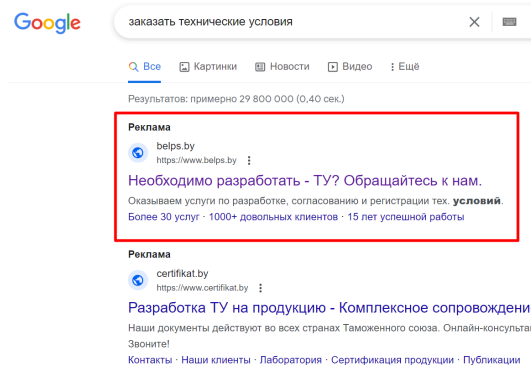 Google
заказать технические условия
Все Картинки Новости Видео Ещё
Результатов: примерно 29 800 000 (0,40 сек.)
Реклама
belps.by
https://www.belps.by
Необходимо разработать - ТУ? Обращайтесь к нам.
Оказываем услуги по разработке, согласованию и регистрации тех. условий.
Более 30 услуг · 1000+ довольных клиентов · 15 лет успешной работы
Реклама
certifikat.by
https://www.certifikat.by
Разработка ТУ на продукцию - Комплексное сопровождени
Наши документы действуют во всех странах Таможенного союза. Онлайн-консульта
Звоните!
Контакты · Наши клиенты · Лаборатория · Сертификация продукции · Публикации